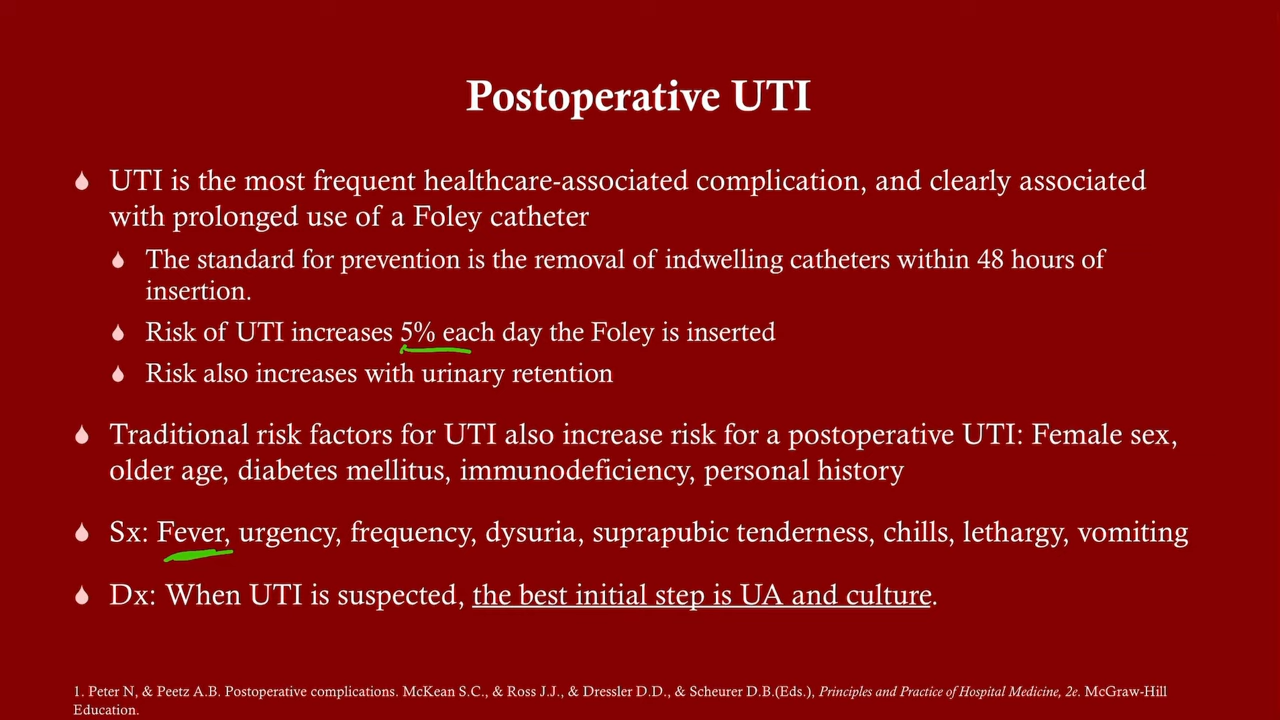 Postoperative UTI
UTI is the most frequent healthcare-associated complication, and clearly associated
with prolonged use of a Foley catheter
The standard for prevention is the removal of indwelling catheters within 48 hours of
insertion.
Risk of UTI increases 5% each day the Foley is inserted
Risk also increases with urinary retention
Traditional risk factors for UTI also increase risk for a postoperative UTI: Female sex,
older age, diabetes mellitus, immunodeficiency, personal history
Sx: Fever, urgency, frequency, dysuria, suprapubic tenderness, chills, lethargy, vomiting
Dx: When UTI is suspected, the best initial step is UA and culture.
1. Peter N, & Peetz A.B. Postoperative complications. McKean S.C., & Ross J.J., & Dressler D.D., & Scheurer D.B.(Eds.), Principles and Practice of Hospital Medicine, 2e. McGraw-Hill
Education.